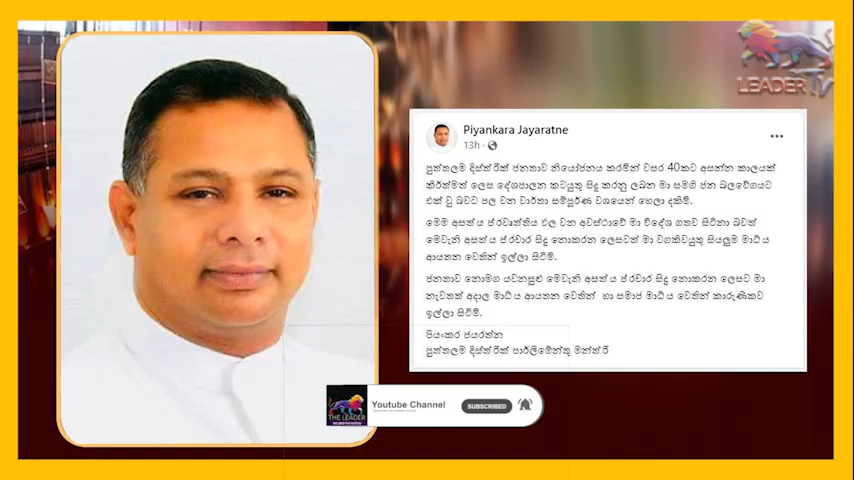 LEADER TV
Piyankara Jayaratne
13h
පුත්තලම දිස්ත්‍රික් ජනතාව නියෝජනය කරමින් වසර 40කට අසන්න කාලයක්
කීර්තිමත් ලෙස දේශපාලන කටයුතු සිදු කරනු ලබන මා සමගි ජන බලවේගයට
එක් වු බවට පල වන වාර්තා සම්පූර්ණ වශයෙන් හෙලා දකිමි.
මෙම අසත්‍ය ප්‍රවෘත්තිය පල වන අවස්ථාවේ මා විදේශ ගතව සිටිනා බවත්
මෙවැනි අසත්‍ය ප්‍රචාර සිදු නොකරන ලෙසටත් මා වගකිවයුතු සියලුම මාධ්‍ය
ආයතන වෙතින් ඉල්ලා සිටිමි.
ජනතාව නොමග යවනසුළු මෙවැනි අසත්‍ය ප්‍රචාර සිදු නොකරන ලෙසට මා
නැවතත් අදාල මාධ්‍ය ආයතන වෙතින් හා සමාජ මාධ්‍ය වෙතින් කාරුණිකව
ඉල්ලා සිටිමි.
පියංකර ජයරත්න
පුත්තලම දිස්ත්‍රික් පාර්ලිමේන්තු මන්ත්‍රී
THE LEADER
Youtube Channel
SUBSCRIBED